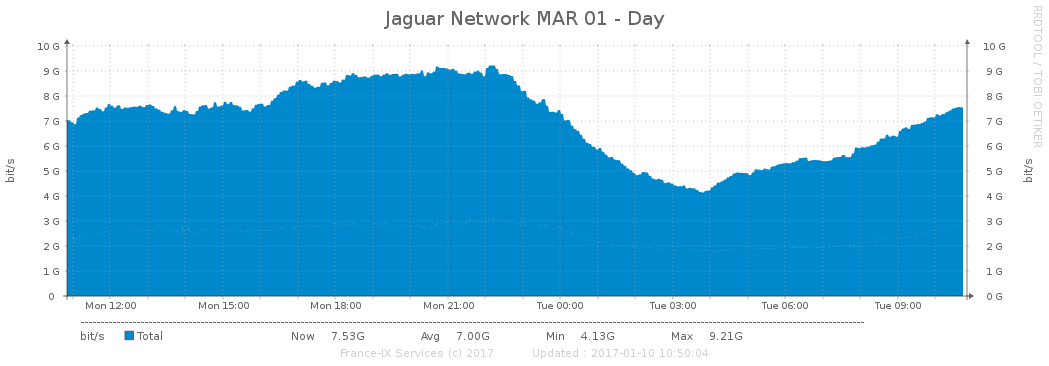 Jaguar Network MAR 01 - Day
RRDTOOL / TOBI OETIKER
10 G 10 G
9 G 9 G
8 G 8 G
7 G 7 G
6 G 6 G
5 G 5 G
4 G 4 G
3 G 3 G
2 G 2 G
1 G 1 G
0 0 G
bit/s
bit/s
Mon 12:00 Mon 15:00 Mon 18:00 Mon 21:00 Tue 00:00 Tue 03:00 Tue 06:00 Tue 09:00
bit/s Total Now 7.53G Avg 7.00G Min 4.13G Max 9.21G
France-IX Services (c) 2017 Updated : 2017-01-10 10:50:04